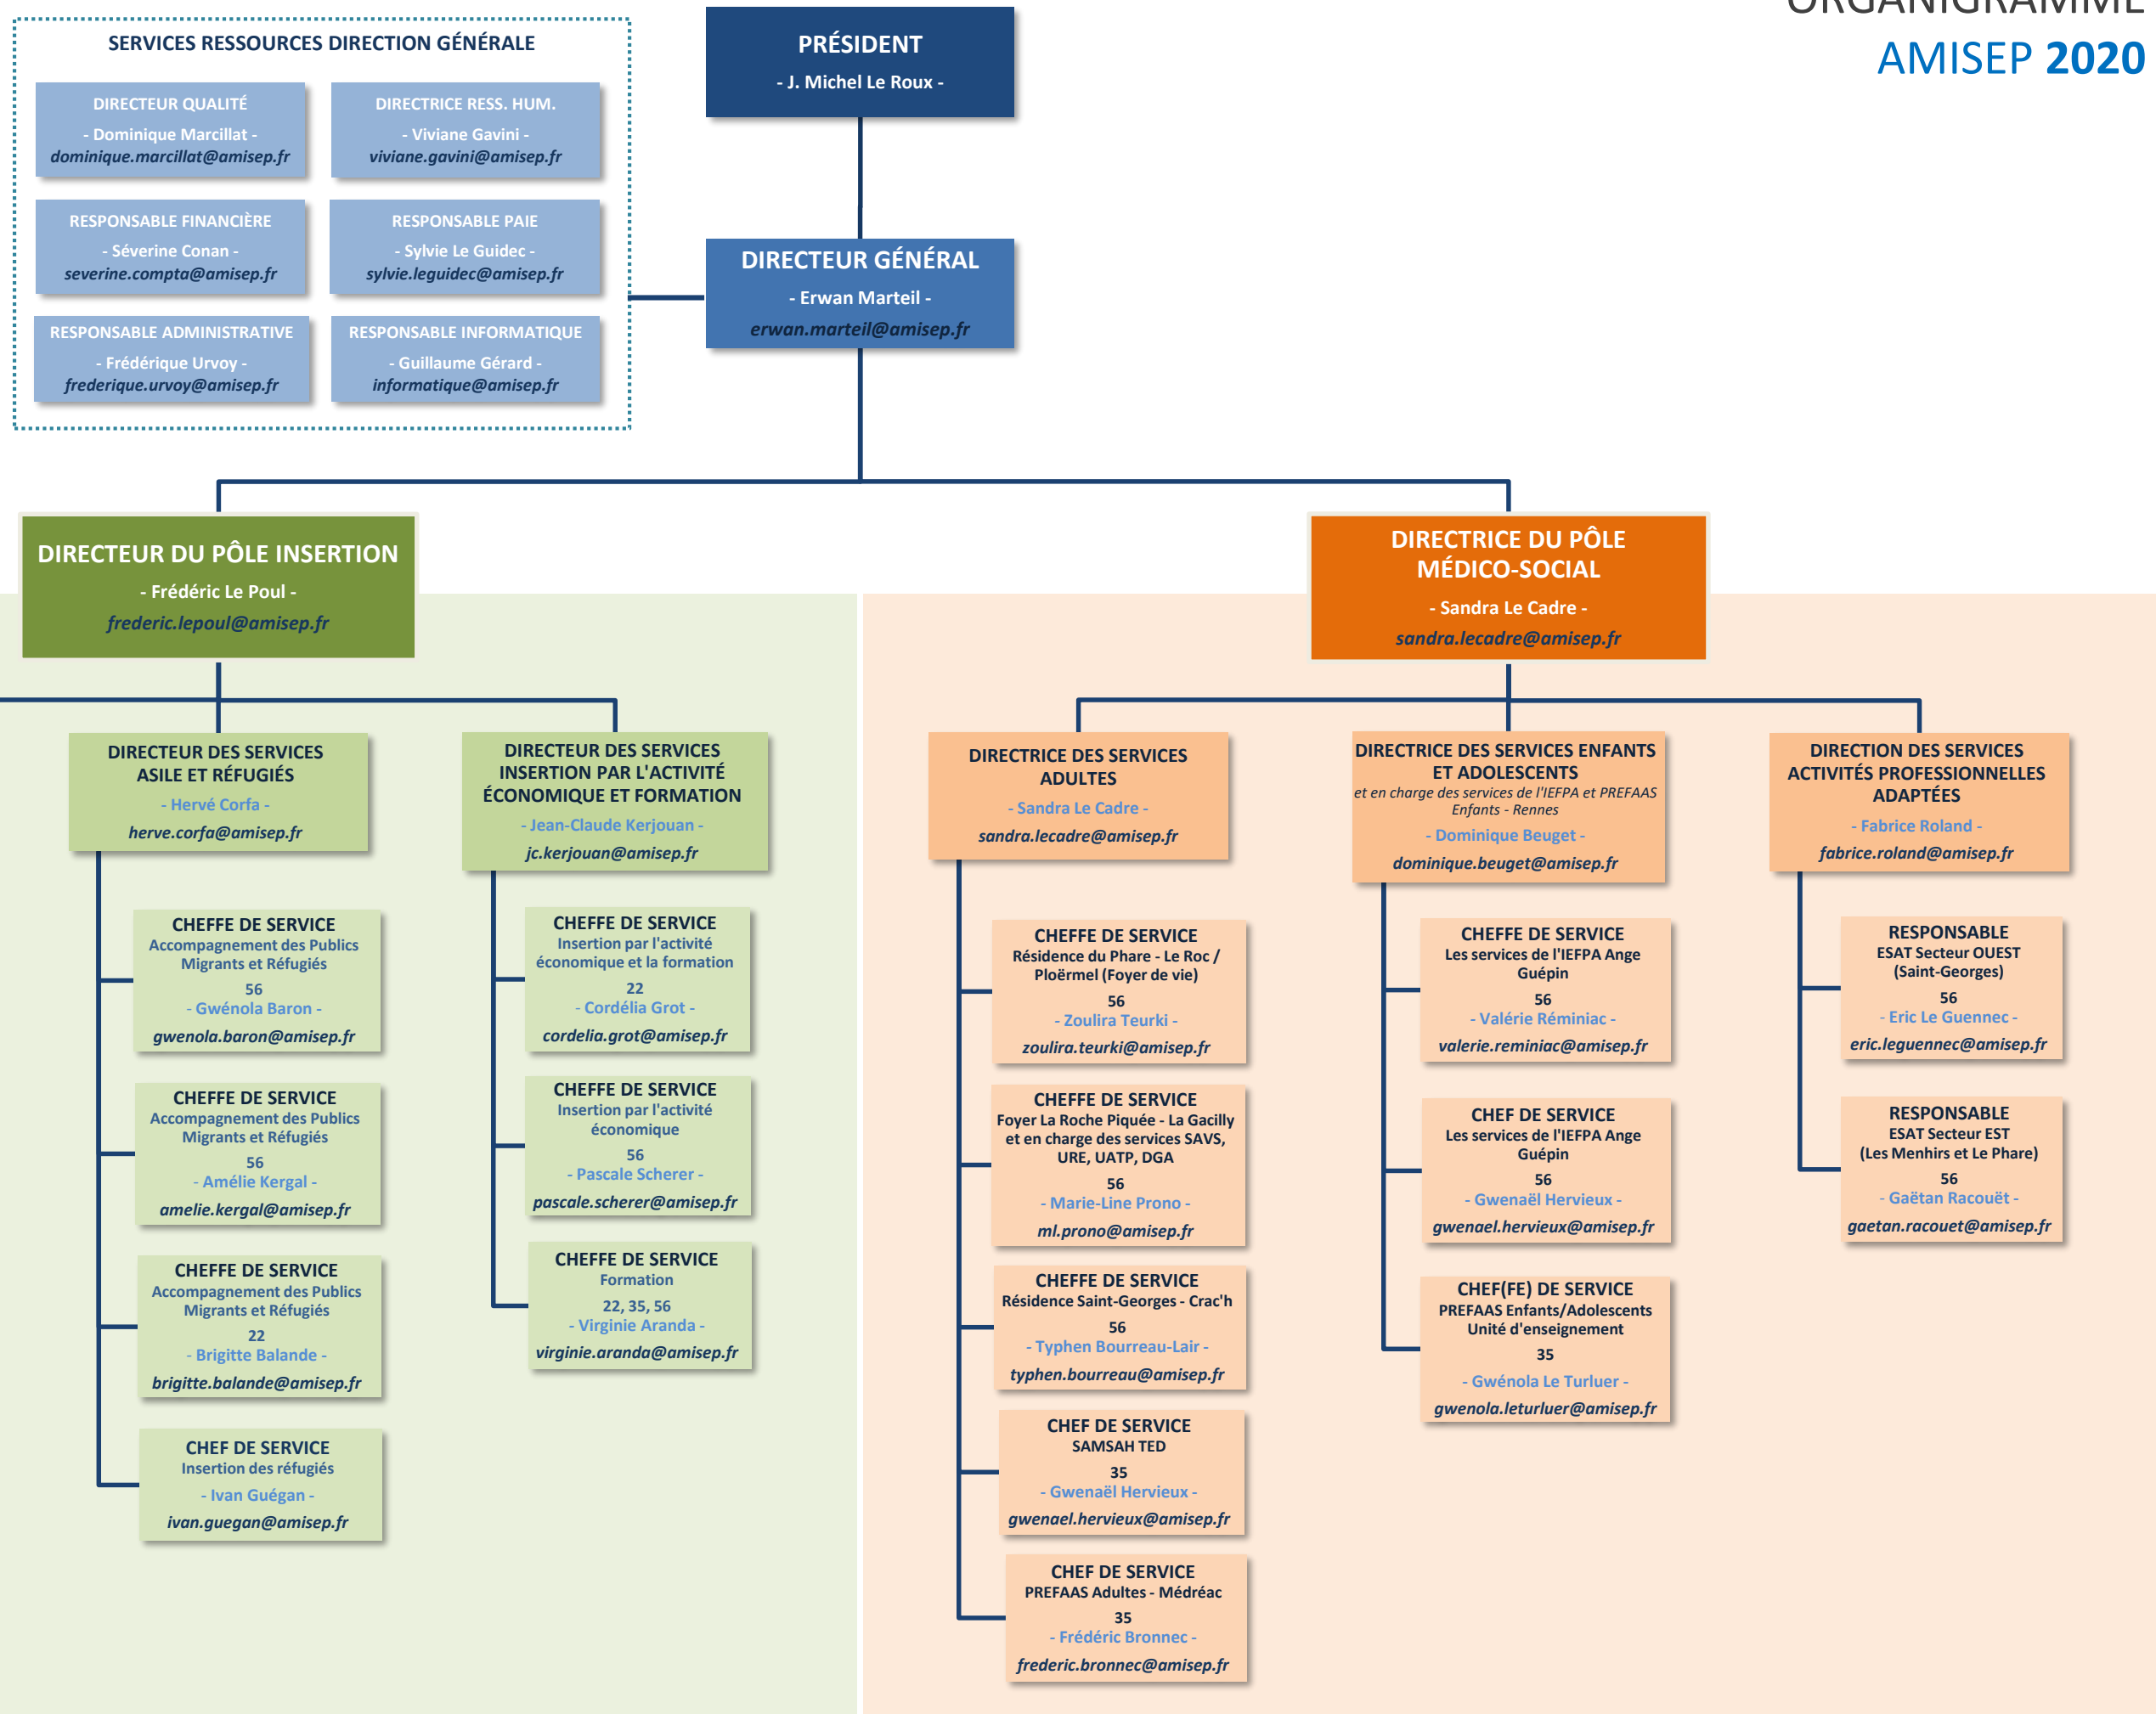 ORGANIGRAMME
AMISEP 2020
SERVICES RESSOURCES DIRECTION GÉNÉRALE
DIRECTEUR QUALITÉ
- Dominique Marcillat -
dominique.marcillat@amisep.fr
DIRECTRICE RESS. HUM.
- Viviane Gavini -
viviane.gavini@amisep.fr
RESPONSABLE FINANCIÈRE
- Séverine Conan -
severine.compta@amisep.fr
RESPONSABLE PAIE
- Sylvie Le Guidec -
sylvie.leguidec@amisep.fr
RESPONSABLE ADMINISTRATIVE
- Frédérique Urvoy -
frederique.urvoy@amisep.fr
RESPONSABLE INFORMATIQUE
- Guillaume Gérard -
informatique@amisep.fr
PRÉSIDENT
- J. Michel Le Roux -
DIRECTEUR GÉNÉRAL
- Erwan Marteil -
erwan.marteil@amisep.fr
DIRECTEUR DU PÔLE INSERTION
- Frédéric Le Poul -
frederic.lepoul@amisep.fr
DIRECTEUR DES SERVICES
ASILE ET RÉFUGIÉS
- Hervé Corfa -
herve.corfa@amisep.fr
CHEFFE DE SERVICE
Accompagnement des Publics
Migrants et Réfugiés
56
- Gwénola Baron -
gwenola.baron@amisep.fr
CHEFFE DE SERVICE
Accompagnement des Publics
Migrants et Réfugiés
56
- Amélie Kergal -
amelie.kergal@amisep.fr
CHEFFE DE SERVICE
Accompagnement des Publics
Migrants et Réfugiés
22
- Brigitte Balande -
brigitte.balande@amisep.fr
CHEF DE SERVICE
Insertion des réfugiés
- Ivan Guégan -
ivan.guegan@amisep.fr
DIRECTEUR DES SERVICES
INSERTION PAR L'ACTIVITÉ
ÉCONOMIQUE ET FORMATION
- Jean-Claude Kerjouan -
jc.kerjouan@amisep.fr
CHEFFE DE SERVICE
Insertion par l'activité
économique et la formation
22
- Cordélia Grot -
cordelia.grot@amisep.fr
CHEFFE DE SERVICE
Insertion par l'activité
économique
56
- Pascale Scherer -
pascale.scherer@amisep.fr
CHEFFE DE SERVICE
Formation
22, 35, 56
- Virginie Aranda -
virginie.aranda@amisep.fr
DIRECTRICE DU PÔLE
MÉDICO-SOCIAL
- Sandra Le Cadre -
sandra.lecadre@amisep.fr
DIRECTRICE DES SERVICES
ADULTES
- Sandra Le Cadre -
sandra.lecadre@amisep.fr
CHEFFE DE SERVICE
Résidence du Phare - Le Roc /
Ploërmel (Foyer de vie)
56
- Zoulira Teurki -
zoulira.teurki@amisep.fr
CHEFFE DE SERVICE
Foyer La Roche Piquée - La Gacilly
et en charge des services SAVS,
URE, UATP, DGA
56
- Marie-Line Prono -
ml.prono@amisep.fr
CHEFFE DE SERVICE
Résidence Saint-Georges - Crac'h
56
- Typhen Bourreau-Lair -
typhen.bourreau@amisep.fr
CHEF DE SERVICE
SAMSAH TED
35
- Gwenaël Hervieux -
gwenael.hervieux@amisep.fr
CHEF DE SERVICE
PREFAAS Adultes - Médréac
35
- Frédéric Bronnec -
frederic.bronnec@amisep.fr
DIRECTRICE DES SERVICES ENFANTS
ET ADOLESCENTS
et en charge des services de l'IEFPA et PREFAAS
Enfants - Rennes
- Dominique Beuget -
dominique.beuget@amisep.fr
CHEFFE DE SERVICE
Les services de l'IEFPA Ange
Guépin
56
- Valérie Réminiac -
valerie.reminiac@amisep.fr
CHEF DE SERVICE
Les services de l'IEFPA Ange
Guépin
56
- Gwenaël Hervieux -
gwenael.hervieux@amisep.fr
CHEF(FE) DE SERVICE
PREFAAS Enfants/Adolescents
Unité d'enseignement
35
- Gwénola Le Turluer -
gwenola.leturluer@amisep.fr
DIRECTION DES SERVICES
ACTIVITÉS PROFESSIONNELLES
ADAPTÉES
- Fabrice Roland -
fabrice.roland@amisep.fr
RESPONSABLE
ESAT Secteur OUEST
(Saint-Georges)
56
- Eric Le Guennec -
eric.leguennec@amisep.fr
RESPONSABLE
ESAT Secteur EST
(Les Menhirs et Le Phare)
56
- Gaëtan Racouët -
gaetan.racouet@amisep.fr